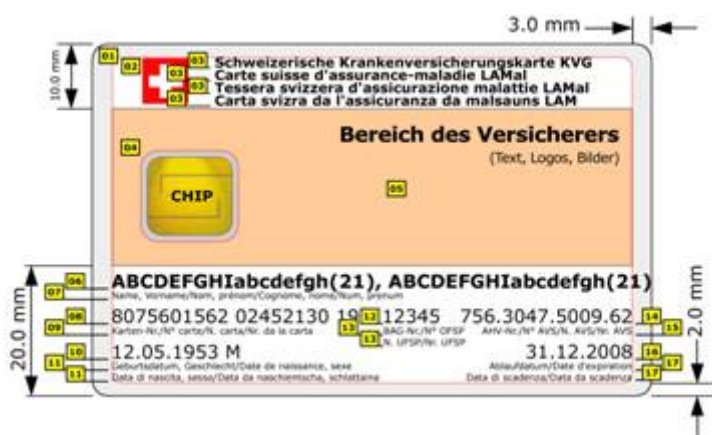 3.0 mm
01
02
03 Schweizerische Krankenversicherungskarte KVG
03 Carte suisse d'assurance-maladie LAMal
03 Tessera svizzera d'assicurazione malattie LAMal
03 Carta svizra da l'assicuranza da malsauns LAM
10.0 mm
04
Bereich des Versicherers
(Text, Logos, Bilder)
CHIP
05
06 ABCDEFGHIabcdefgh(21), ABCDEFGHIabcdefgh(21)
07 Name, Vorname/Nom, prénom/Cognome, nome/Num, prenum
08 8075601562 02452130 19 12 12345 756.3047.5009.62 14
09 Karten-Nr./N° carte/N. carta/Nr. da la carta 13 BAG-Nr./N° OFSP AHV-Nr./N° AVS/N. AVS/Nr. AVS 15
13 N. UFSP/Nr. UFSP
10 12.05.1953 M 31.12.2008 16
11 Geburtsdatum, Geschlecht/Date de naissance, sexe Ablaufdatum/Date d'expiration 17
11 Data di nascita, sesso/Data da naschientscha, schlattaina Data di scadenza/Data da scadenza 17
20.0 mm
2.0 mm